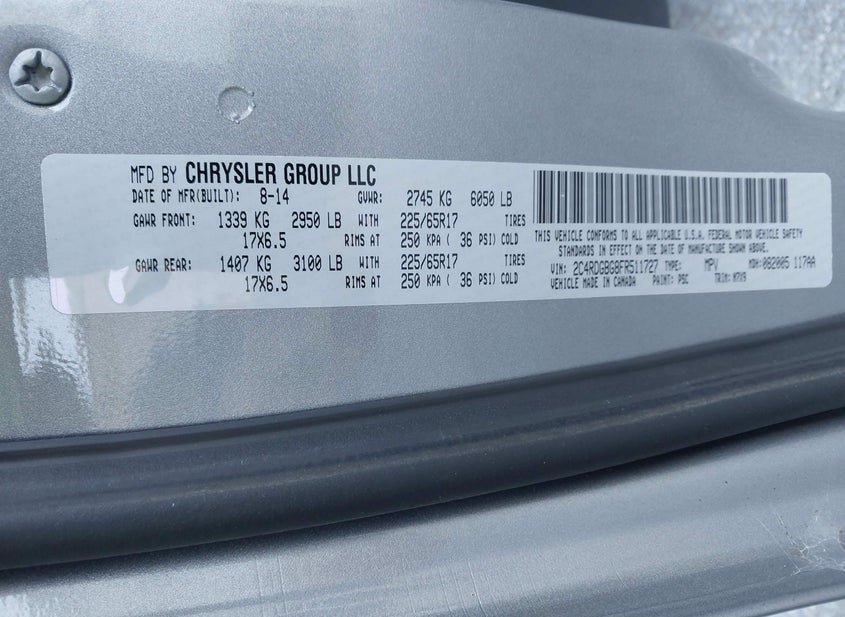 MFD BY CHRYSLER GROUP LLC
DATE OF MFR(BUILT): 8-14 GVWR: 2745 KG 6050 LB
GAWR FRONT: 1339 KG 2950 LB WITH 225/65R17 TIRES
17X6.5 RIMS AT 250 KPA ( 36 PSI) COLD
GAWR REAR: 1407 KG 3100 LB WITH 225/65R17 TIRES
17X6.5 RIMS AT 250 KPA ( 36 PSI) COLD
THIS VEHICLE CONFORMS TO ALL APPLICABLE U.S.A. FEDERAL MOTOR VEHICLE SAFETY
STANDARDS IN EFFECT ON THE DATE OF MANUFACTURE SHOWN ABOVE.
VIN: 2C4RDGBG8FR511727 TYPE: MPV MDH: 082005 117AA
VEHICLE MADE IN CANADA PAINT: PSC TRIM: